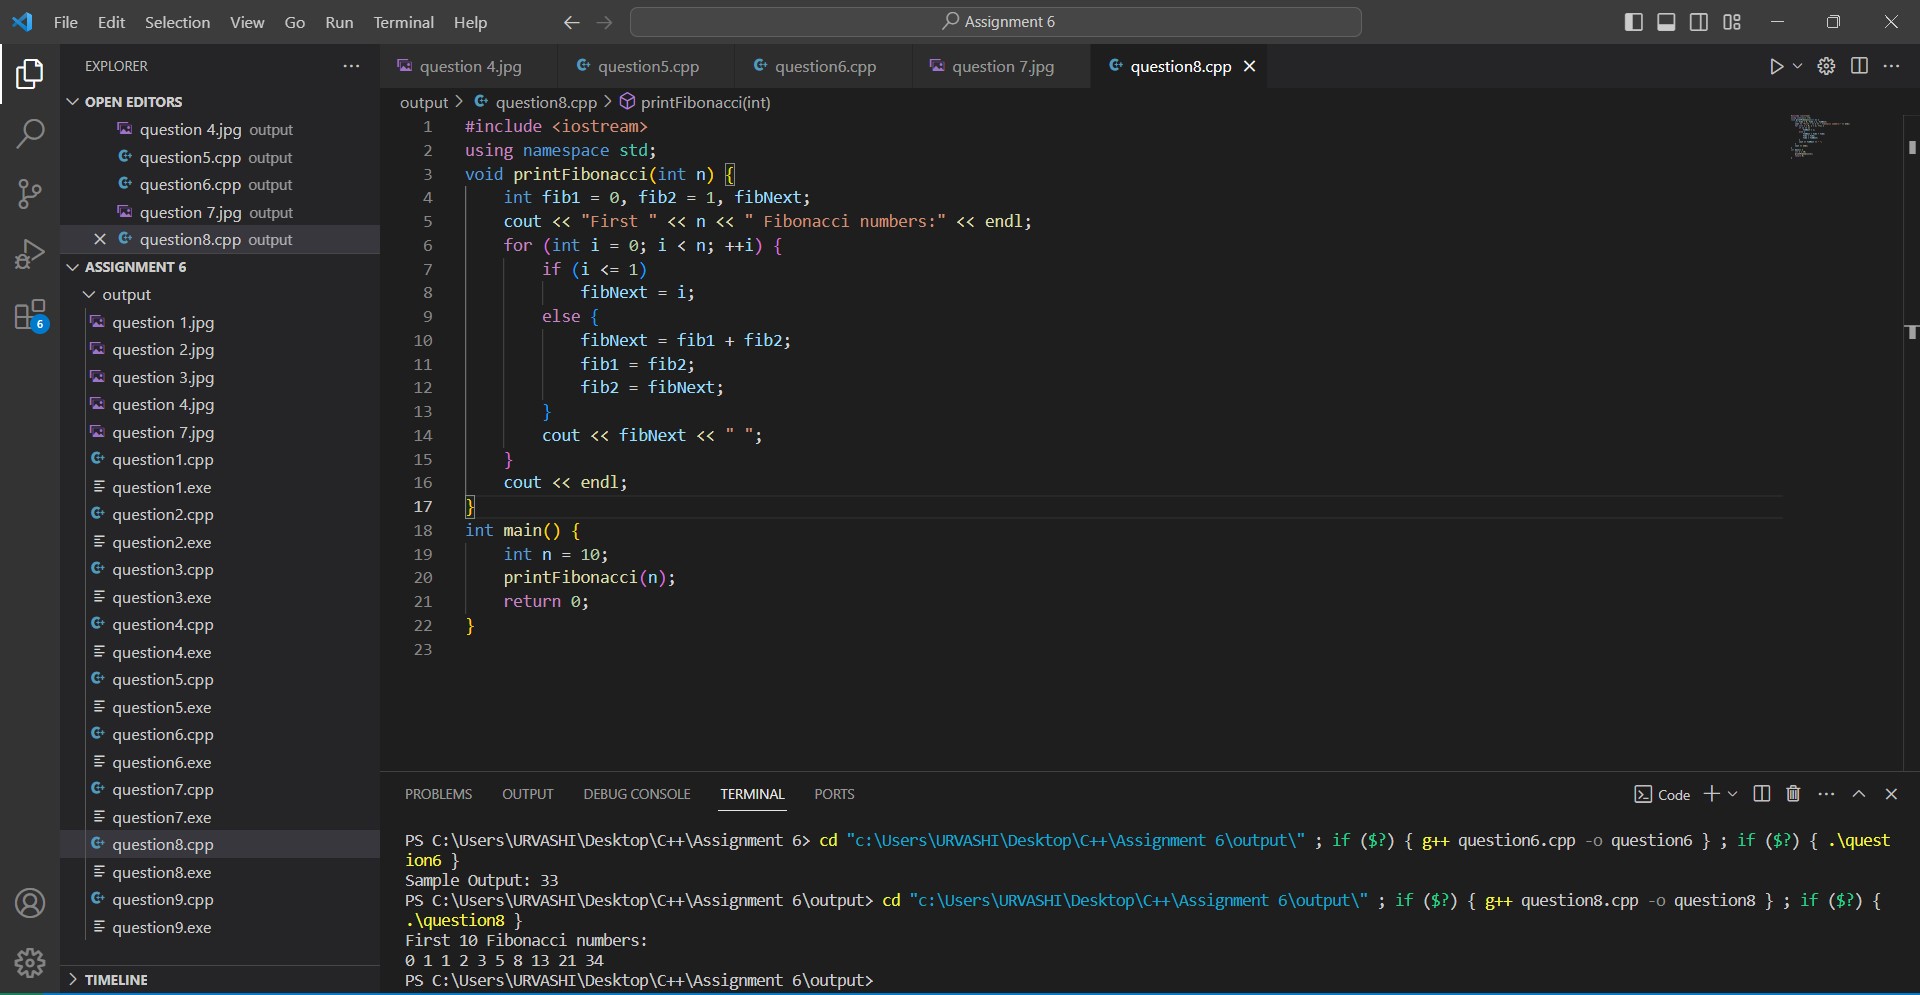 File Edit Selection View Go Run Terminal Help
Assignment 6
EXPLORER
OPEN EDITORS
question 4.jpg output
question5.cpp output
question6.cpp output
question 7.jpg output
question8.cpp output
ASSIGNMENT 6
output
question 1.jpg
question 2.jpg
question 3.jpg
question 4.jpg
question 7.jpg
question1.cpp
question1.exe
question2.cpp
question2.exe
question3.cpp
question3.exe
question4.cpp
question4.exe
question5.cpp
question5.exe
question6.cpp
question6.exe
question7.cpp
question7.exe
question8.cpp
question8.exe
question9.cpp
question9.exe
TIMELINE
6
question 4.jpg question5.cpp question6.cpp question 7.jpg question8.cpp
output > question8.cpp > printFibonacci(int)
1 #include <iostream>
2 using namespace std;
3 void printFibonacci(int n) {
4     int fib1 = 0, fib2 = 1, fibNext;
5     cout << "First " << n << " Fibonacci numbers:" << endl;
6     for (int i = 0; i < n; ++i) {
7         if (i <= 1)
8             fibNext = i;
9         else {
10             fibNext = fib1 + fib2;
11             fib1 = fib2;
12             fib2 = fibNext;
13         }
14         cout << fibNext << " ";
15     }
16     cout << endl;
17 }
18 int main() {
19     int n = 10;
20     printFibonacci(n);
21     return 0;
22 }
23
PROBLEMS OUTPUT DEBUG CONSOLE TERMINAL PORTS
Code
PS C:\Users\URVASHI\Desktop\C++\Assignment 6> cd "c:\Users\URVASHI\Desktop\C++\Assignment 6\output\" ; if ($?) { g++ question6.cpp -o question6 } ; if ($?) { .\quest
ion6 }
Sample Output: 33
PS C:\Users\URVASHI\Desktop\C++\Assignment 6\output> cd "c:\Users\URVASHI\Desktop\C++\Assignment 6\output\" ; if ($?) { g++ question8.cpp -o question8 } ; if ($?) {
.\question8 }
First 10 Fibonacci numbers:
0 1 1 2 3 5 8 13 21 34
PS C:\Users\URVASHI\Desktop\C++\Assignment 6\output>